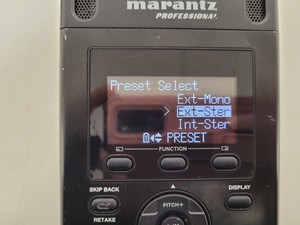 marantz
PROFESSIONAL
Preset Select
Ext-Mono
Ext-Ster
Int-Ster
PRESET
FUNCTION
SKIP BACK
DISPLAY
RETAKE
PITCH+